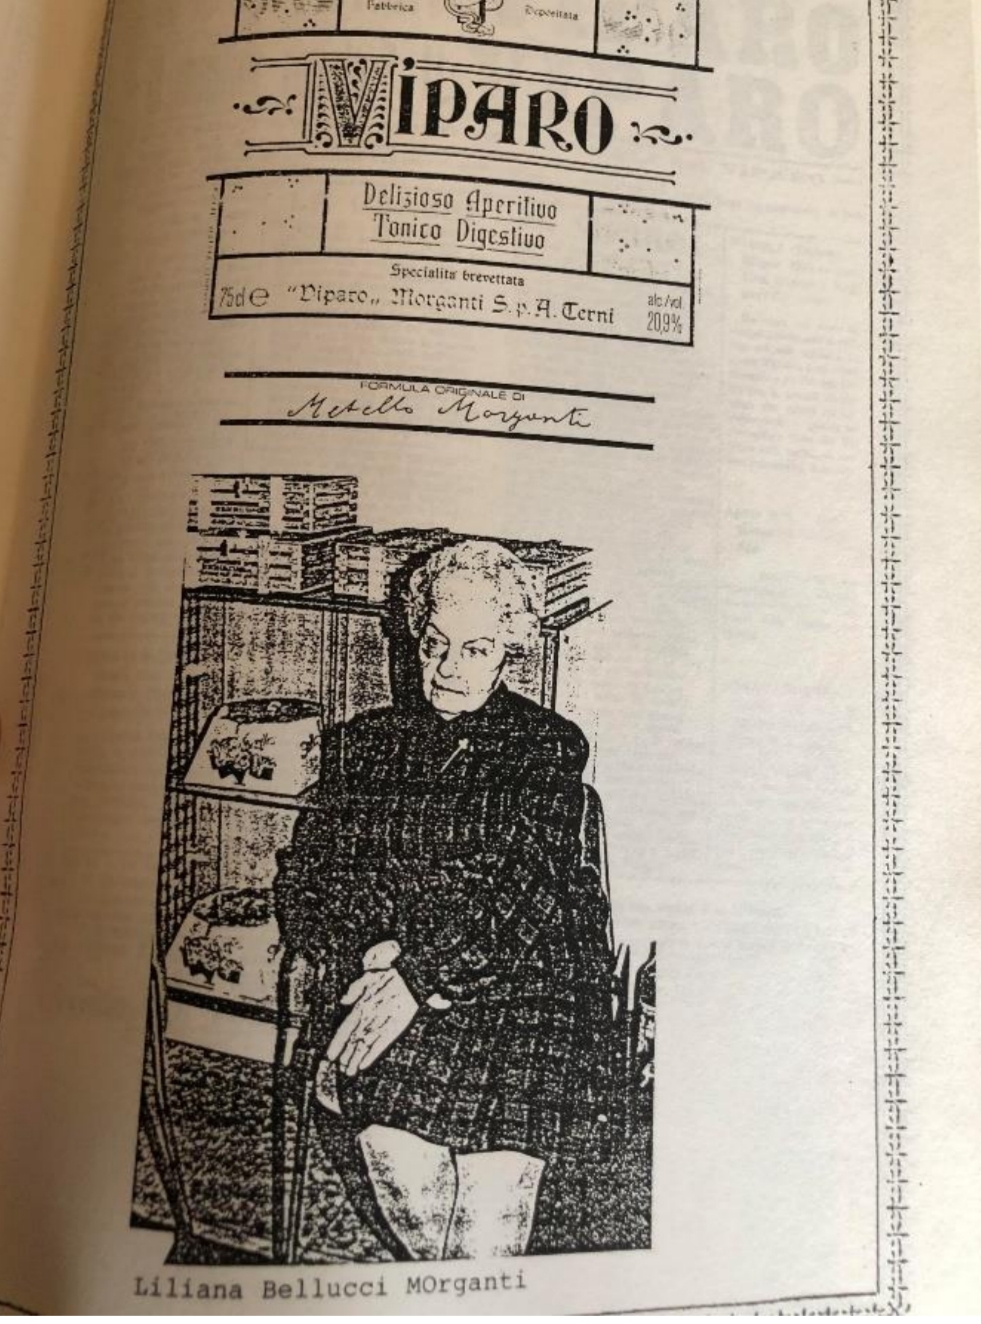 Fabbrica Depositata
VIPARO
Delizioso Aperitivo
Tonico Digestivo
Specialità brevettata
75cl e "Viparo„ Morganti S.p.A. Terni alc/vol
20,9%
FORMULA ORIGINALE DI
Metello Morganti
Liliana Bellucci MOrganti